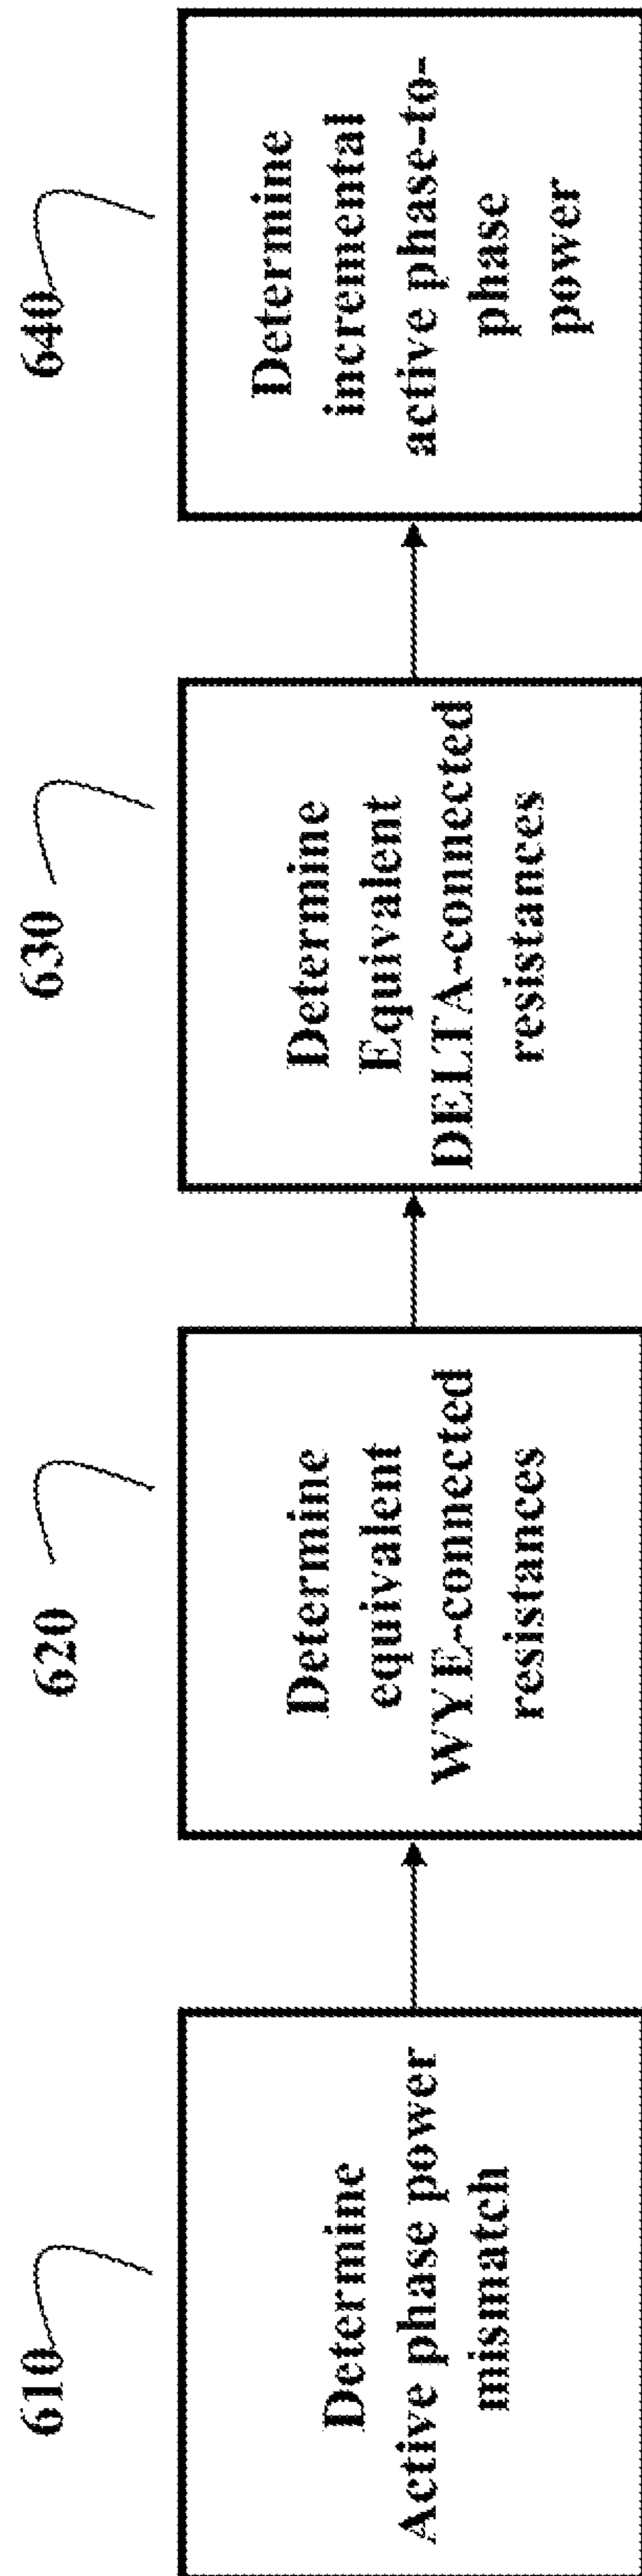 610
Determine
Active phase power
mismatch
620
Determine
equivalent
WYE-connected
resistances
630
Determine
Equivalent
DELTA-connected
resistances
640
Determine
incremental
active phase-to-
phase
power